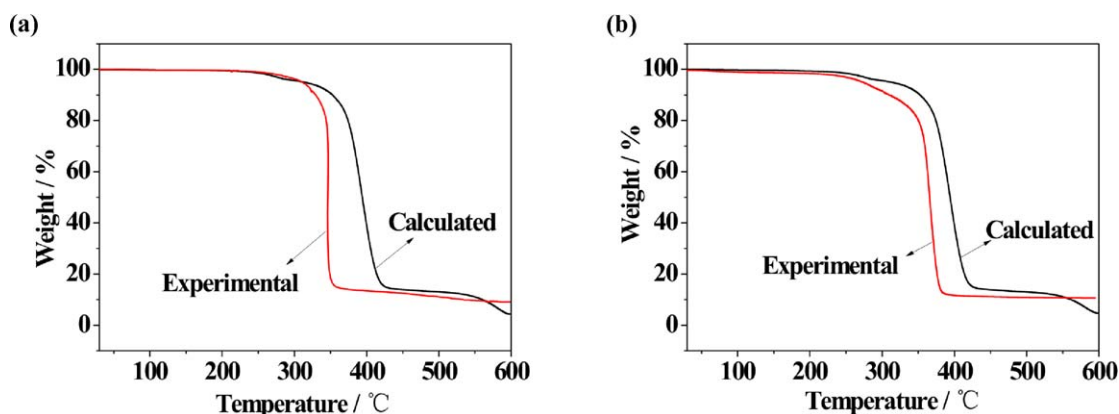 (a)
100
80
60
40
20
0
Weight / %
Calculated
Experimental
100 200 300 400 500 600
Temperature / ℃
(b)
100
80
60
40
20
0
Weight / %
Calculated
Experimental
100 200 300 400 500 600
Temperature / ℃